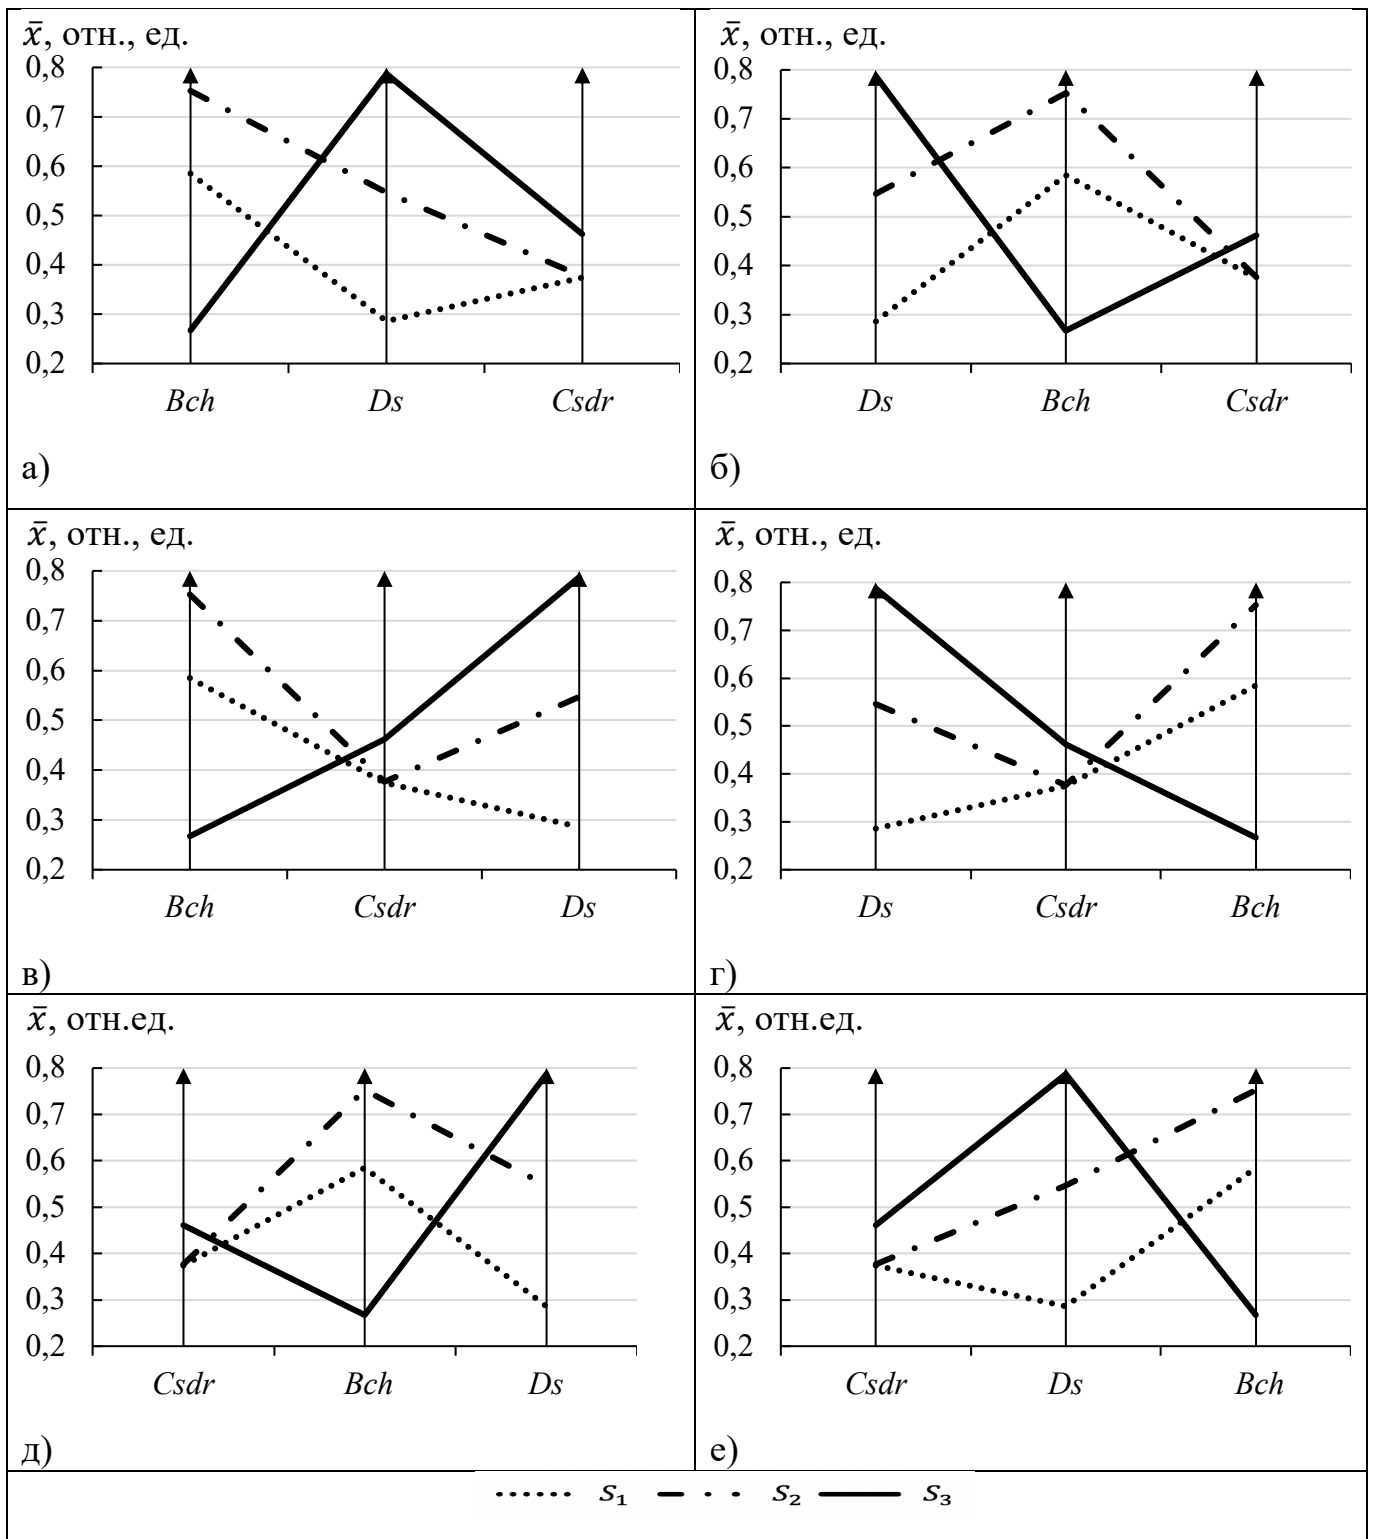 x̄, отн., ед.
0,8
0,7
0,6
0,5
0,4
0,3
0,2
Bch Ds Csdr
а)
x̄, отн., ед.
0,8
0,7
0,6
0,5
0,4
0,3
0,2
Ds Bch Csdr
б)
x̄, отн., ед.
0,8
0,7
0,6
0,5
0,4
0,3
0,2
Bch Csdr Ds
в)
x̄, отн., ед.
0,8
0,7
0,6
0,5
0,4
0,3
0,2
Ds Csdr Bch
г)
x̄, отн.ед.
0,8
0,7
0,6
0,5
0,4
0,3
0,2
Csdr Bch Ds
д)
x̄, отн.ед.
0,8
0,7
0,6
0,5
0,4
0,3
0,2
Csdr Ds Bch
е)
s₁ s₂ s₃